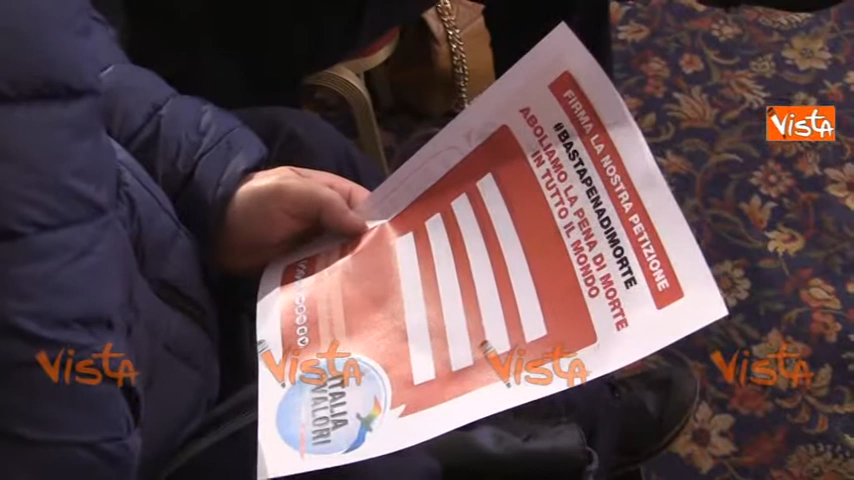 FIRMA LA NOSTRA PETIZIONE
#BASTAPENADIMORTE
ABOLIAMO LA PENA DI MORTE
IN TUTTO IL MONDO
ITALIA
VALORI
vista
vista
vista
vista
vista